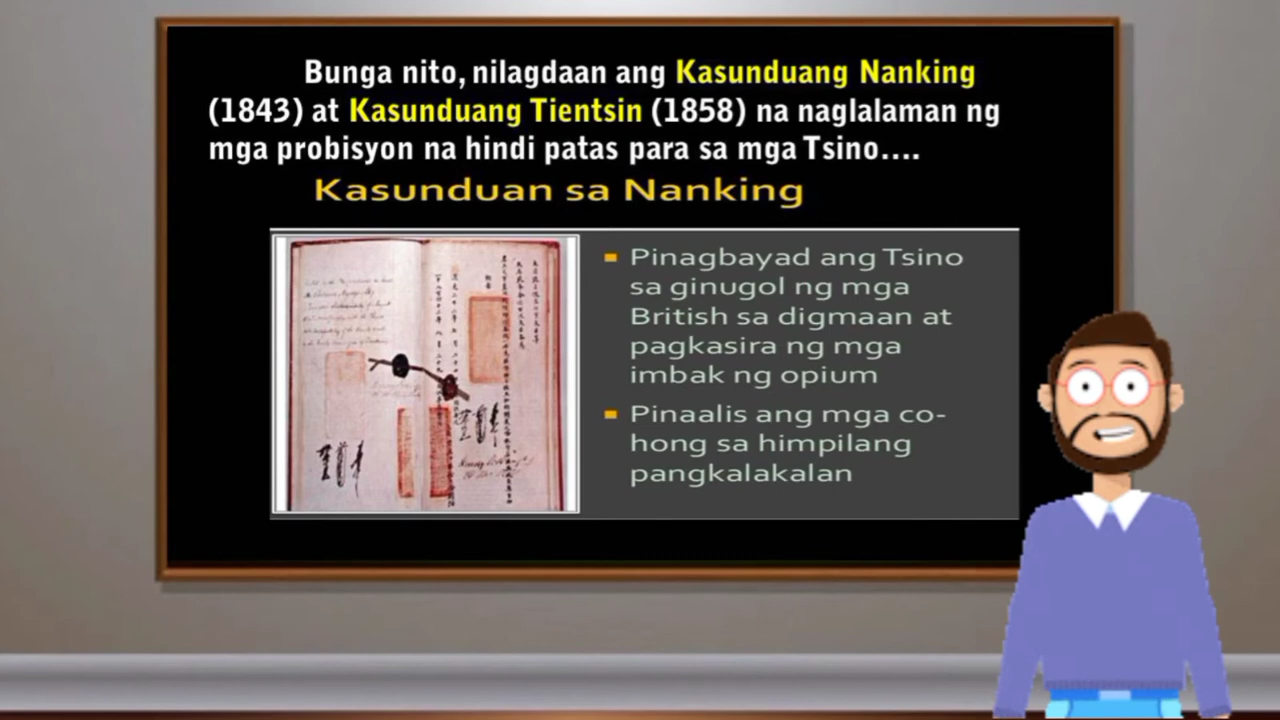 Bunga nito, nilagdaan ang Kasunduang Nanking
(1843) at Kasunduang Tientsin (1858) na naglalaman ng
mga probisyon na hindi patas para sa mga Tsino....
Kasunduan sa Nanking
Pinagbayad ang Tsino
sa ginugol ng mga
British sa digmaan at
pagkasira ng mga
imbak ng opium
Pinaalis ang mga co-
hong sa himpilang
pangkalakalan